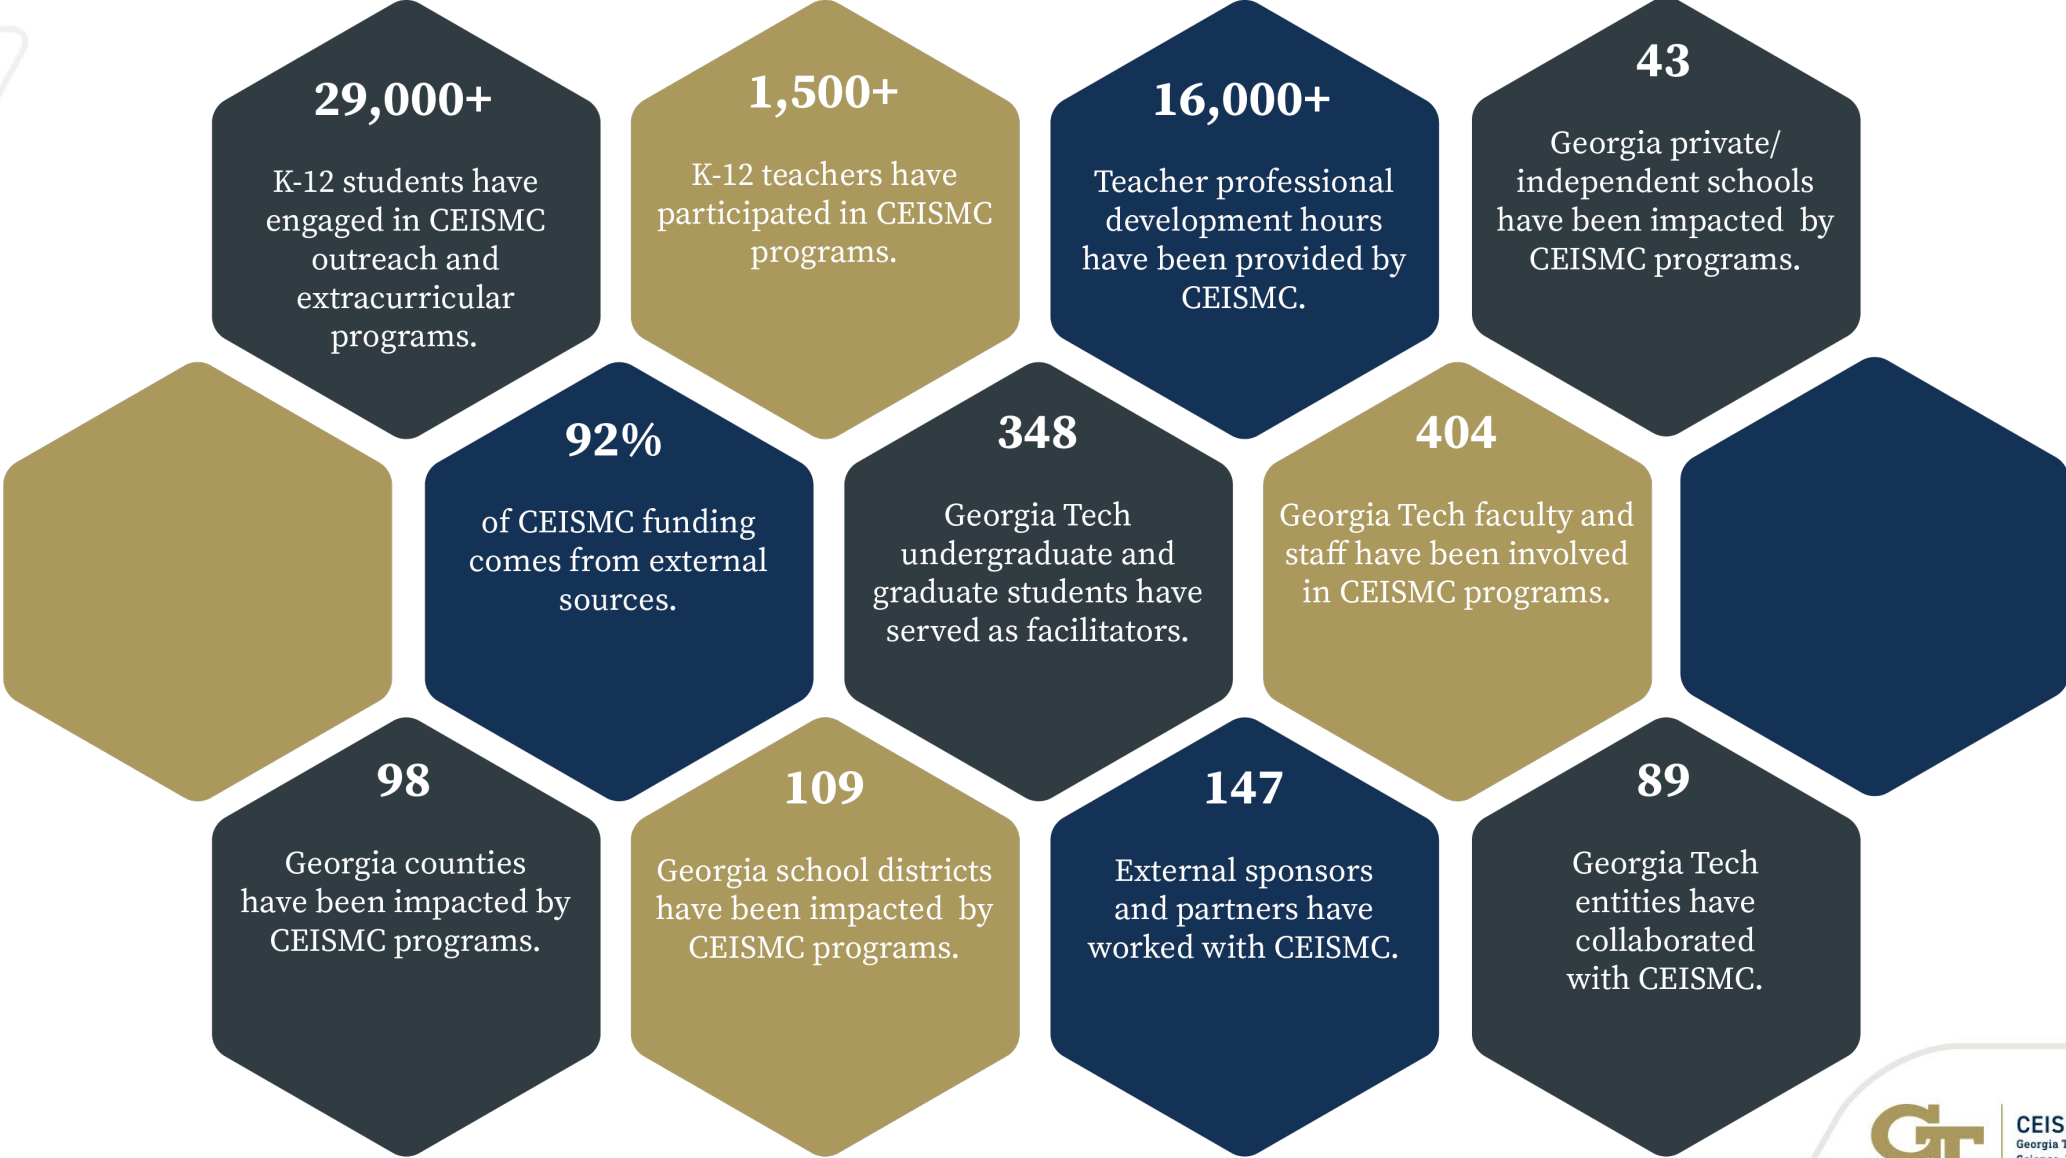 29,000+
K-12 students have
engaged in CEISMC
outreach and
extracurricular
programs.
1,500+
K-12 teachers have
participated in CEISMC
programs.
16,000+
Teacher professional
development hours
have been provided by
CEISMC.
43
Georgia private/
independent schools
have been impacted  by
CEISMC programs.
92%
of CEISMC funding
comes from external
sources.
348
Georgia Tech
undergraduate and
graduate students have
served as facilitators.
404
Georgia Tech faculty and
staff have been involved
in CEISMC programs.
98
Georgia counties
have been impacted by
CEISMC programs.
109
Georgia school districts
have been impacted  by
CEISMC programs.
147
External sponsors
and partners have
worked with CEISMC.
89
Georgia Tech
entities have
collaborated
with CEISMC.
GT
CEIS
Georgia T